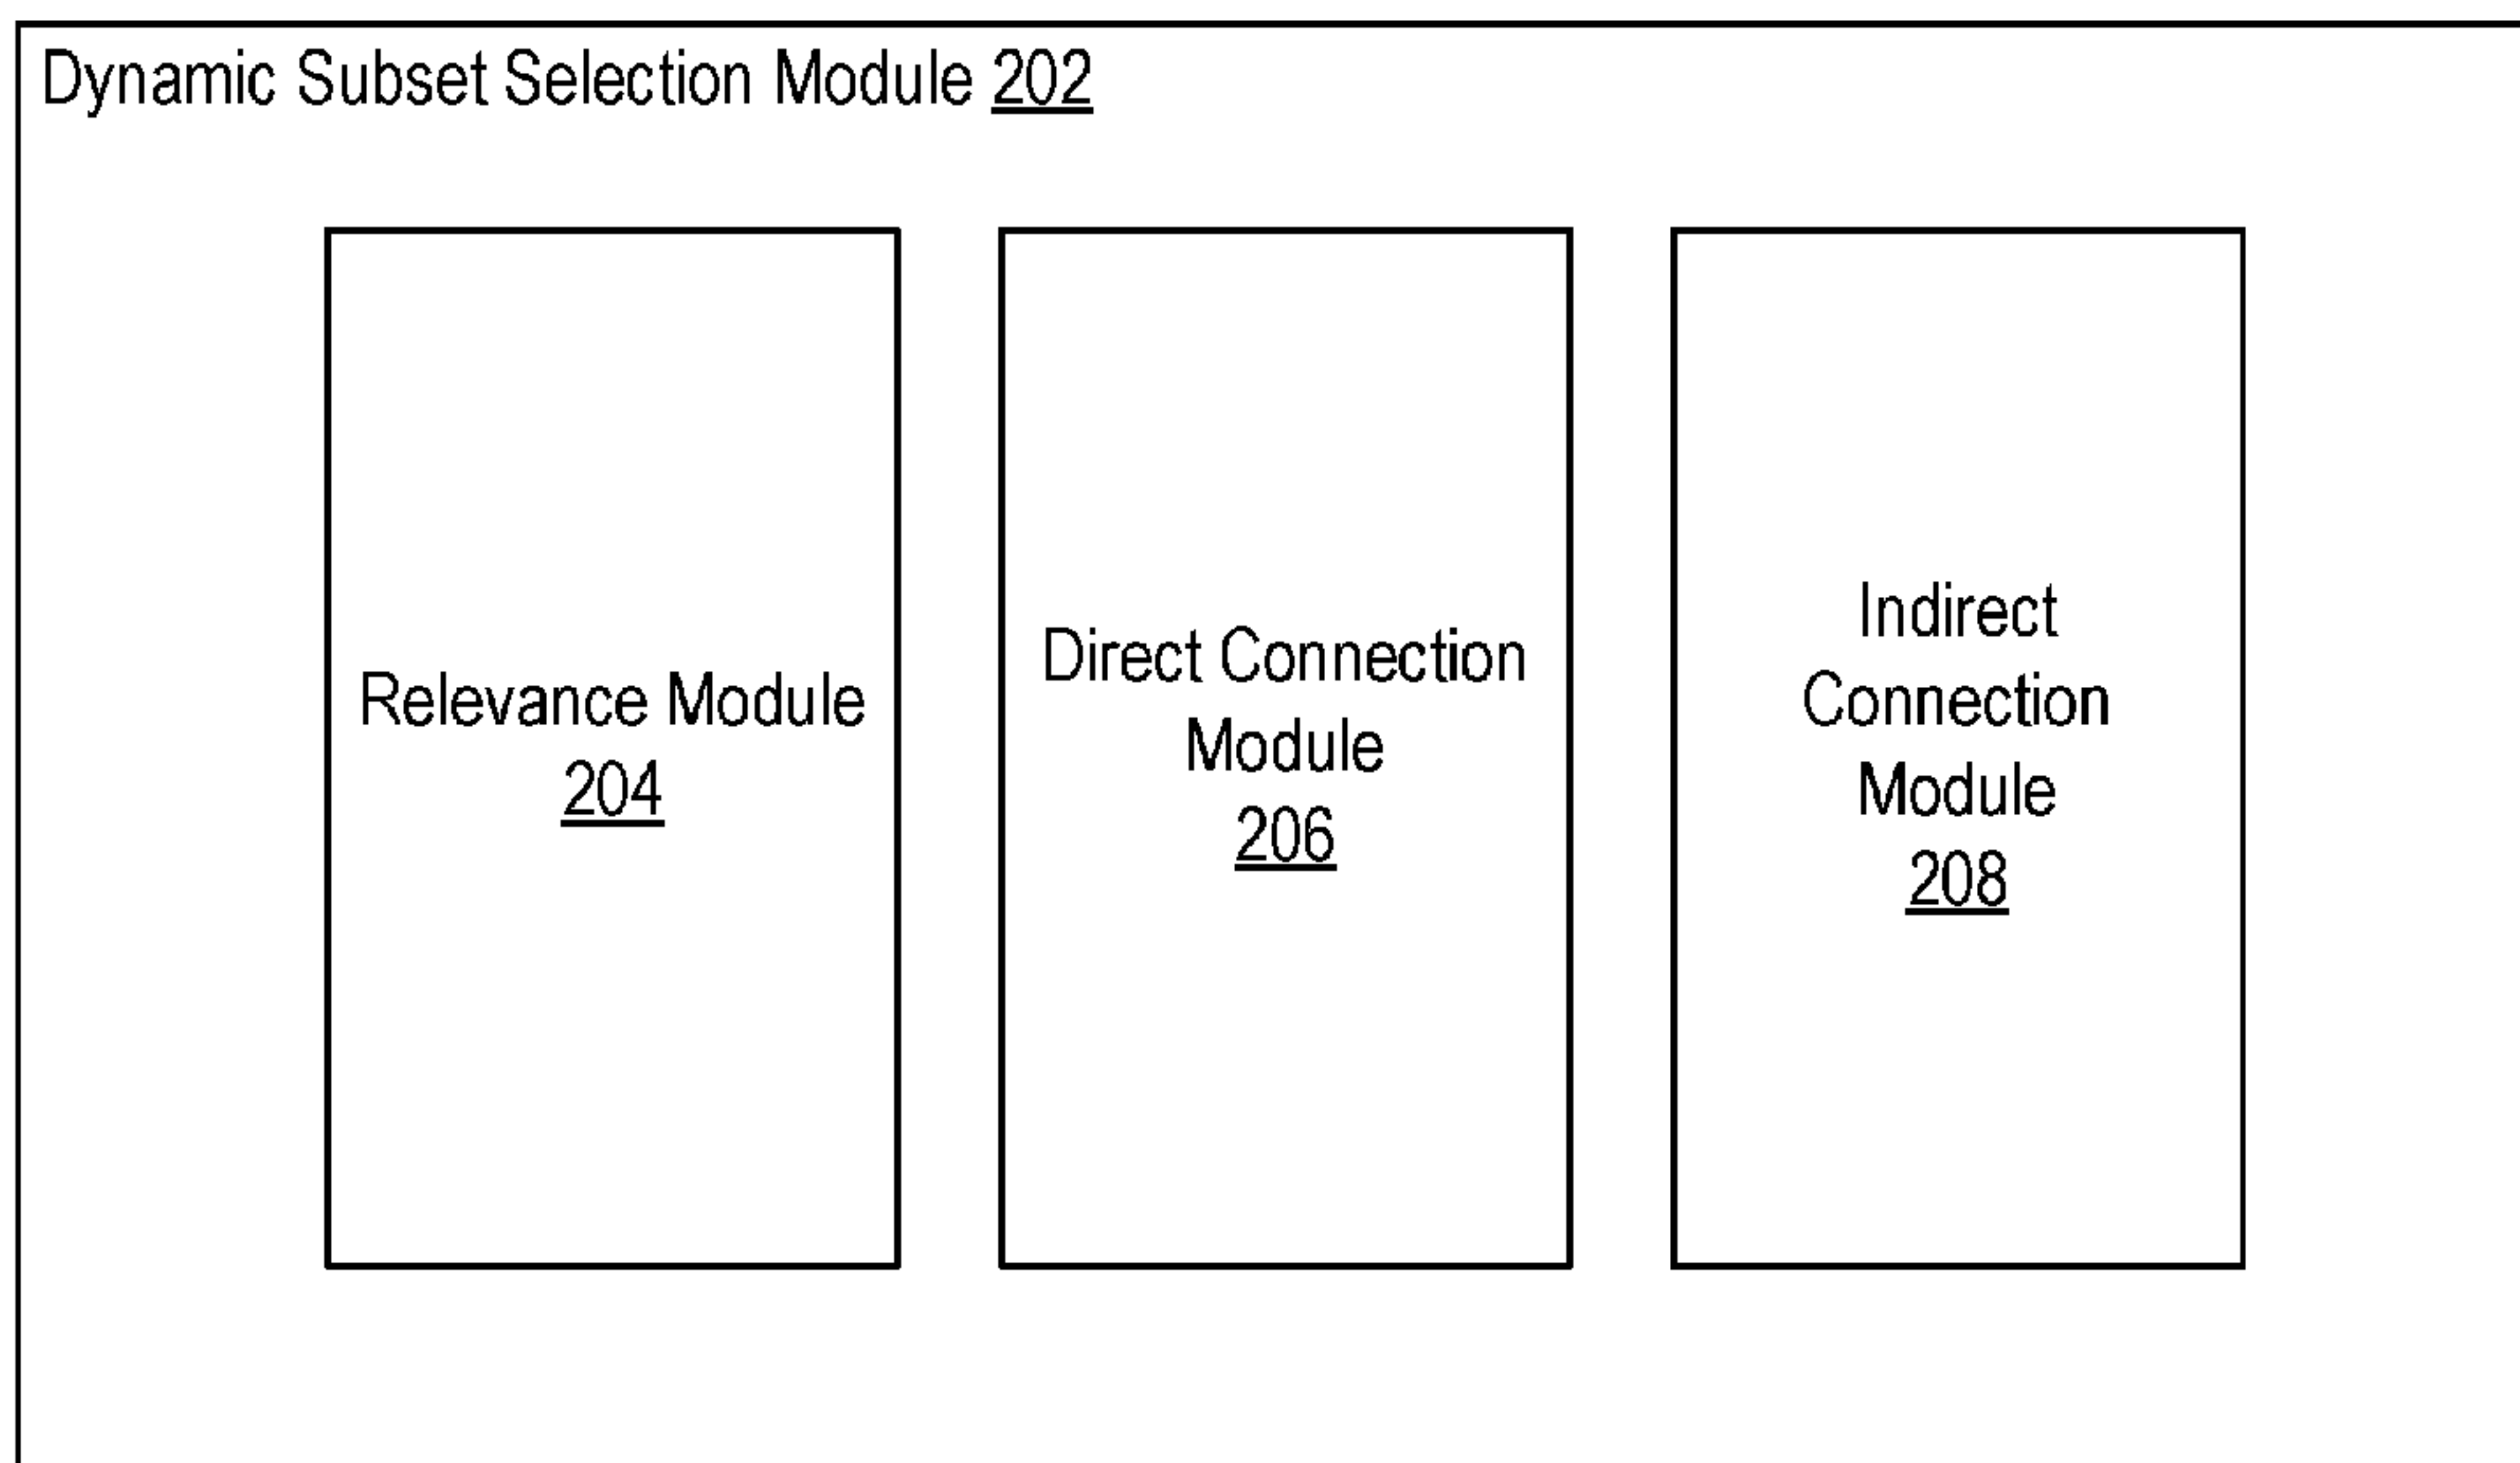 Dynamic Subset Selection Module 202
Relevance Module
204
Direct Connection
Module
206
Indirect
Connection
Module
208